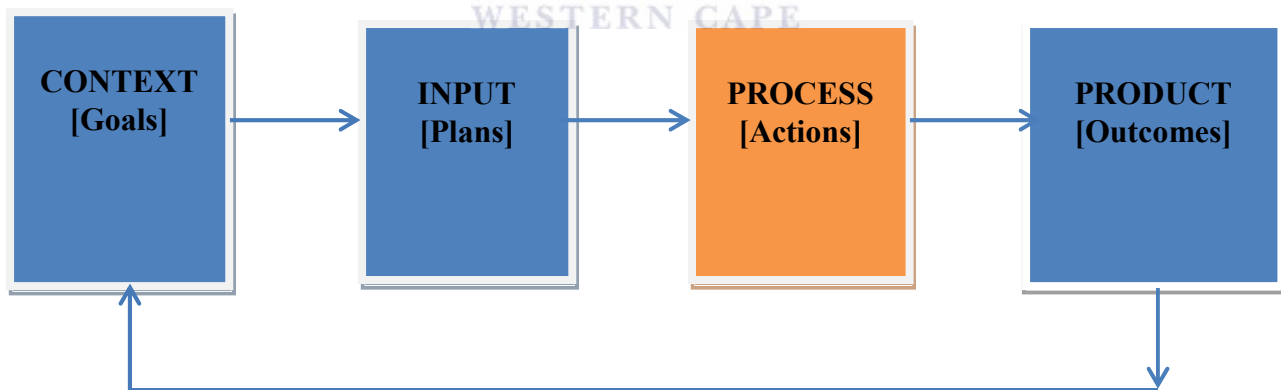 WESTERN CAPE
CONTEXT
[Goals]
INPUT
[Plans]
PROCESS
[Actions]
PRODUCT
[Outcomes]